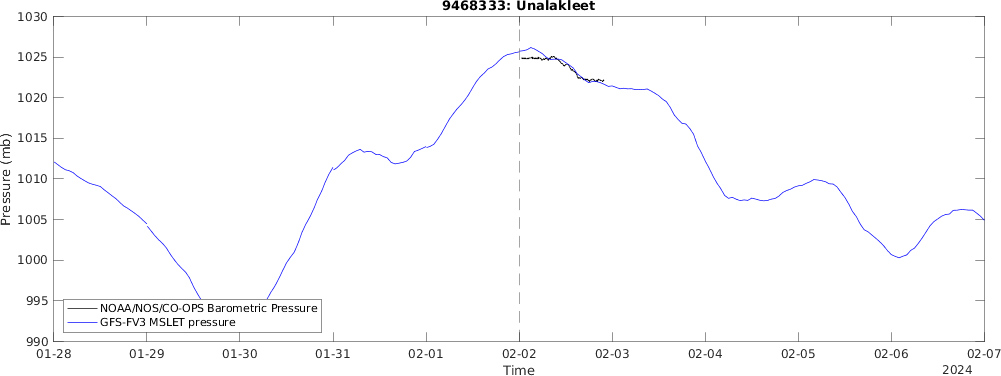 9468333: Unalakleet
Pressure (mb)
1030
1025
1020
1015
1010
1005
1000
995
990
NOAA/NOS/CO-OPS Barometric Pressure
GFS-FV3 MSLET pressure
01-28 01-29 01-30 01-31 02-01 02-02 02-03 02-04 02-05 02-06 02-07
Time
2024